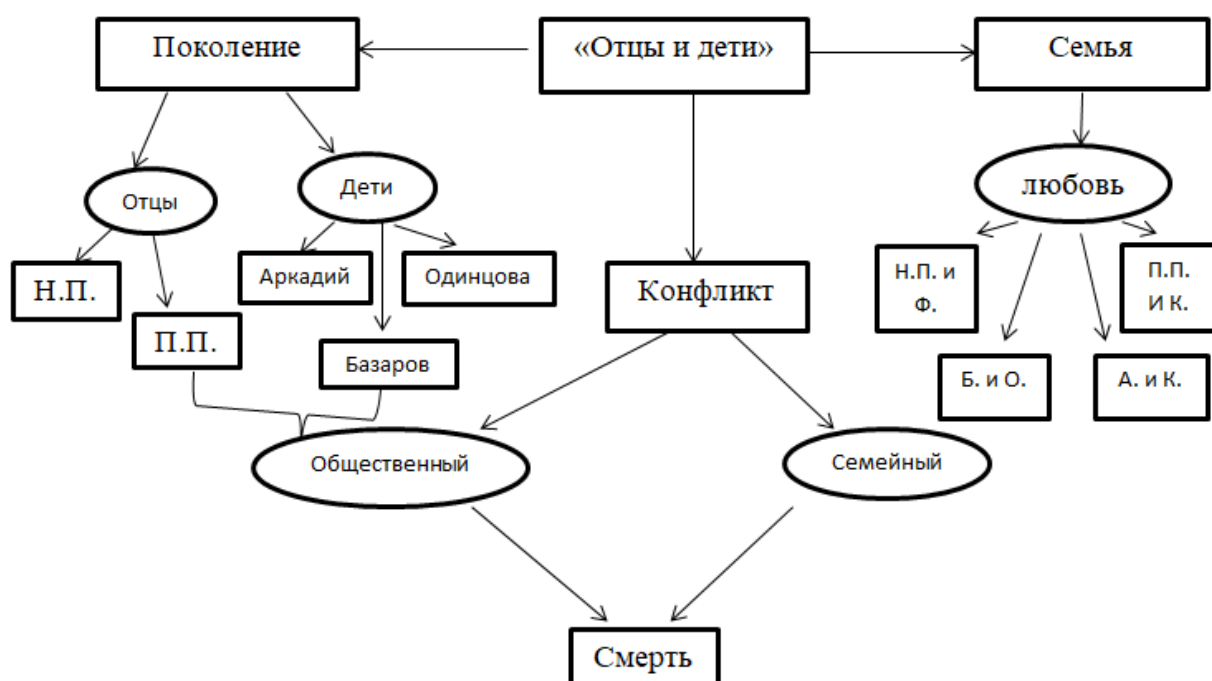 Поколение
«Отцы и дети»
Семья
Отцы
Дети
любовь
Н.П.
П.П.
Аркадий
Одинцова
Базаров
Конфликт
Н.П. и
Ф.
П.П.
И К.
Б. и О.
А. и К.
Общественный
Семейный
Смерть